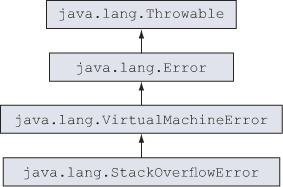 java.lang.Throwable
java.lang.Error
java.lang.VirtualMachineError
java.lang.StackOverflowError